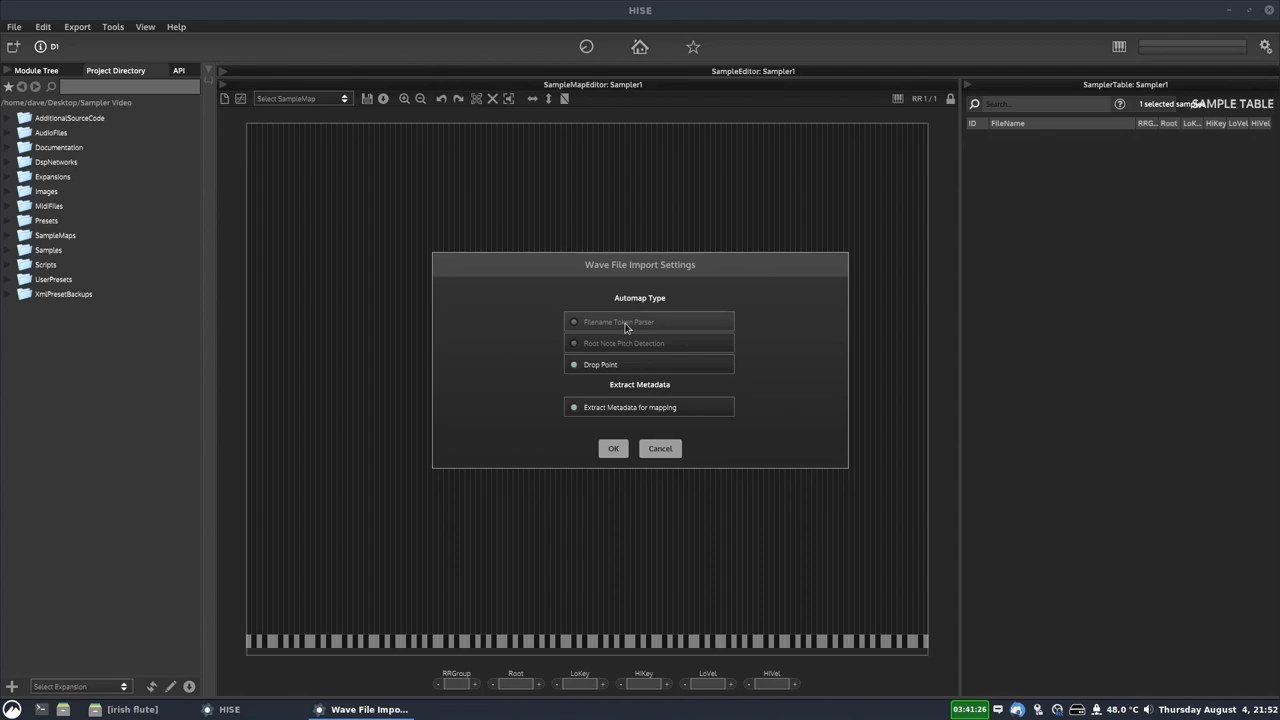 HISE
File Edit Export Tools View Help
D1
Module Tree Project Directory API
/home/dave/Desktop/Sampler Video
AdditionalSourceCode
AudioFiles
Documentation
DspNetworks
Expansions
Images
MidiFiles
Presets
SampleMaps
Samples
Scripts
UserPresets
XmlPresetBackups
Select Expansion
SampleEditor: Sampler1
SampleMapEditor: Sampler1
Select SampleMap
RR 1 / 1
Wave File Import Settings
Automap Type
Filename Token Parser
Root Note Pitch Detection
Drop Point
Extract Metadata
Extract Metadata for mapping
OK Cancel
RRGroup Root LoKey HiKey LoVel HiVel
- + - + - + - + - + - +
SamplerTable: Sampler1
Search... 1 selected sampl SAMPLE TABLE
ID FileName RRG... Root LoK... HiKey LoVel HiVel
[irish flute] HISE Wave File Impo... 03:41:26 48.0 °C Thursday August 4, 21:52